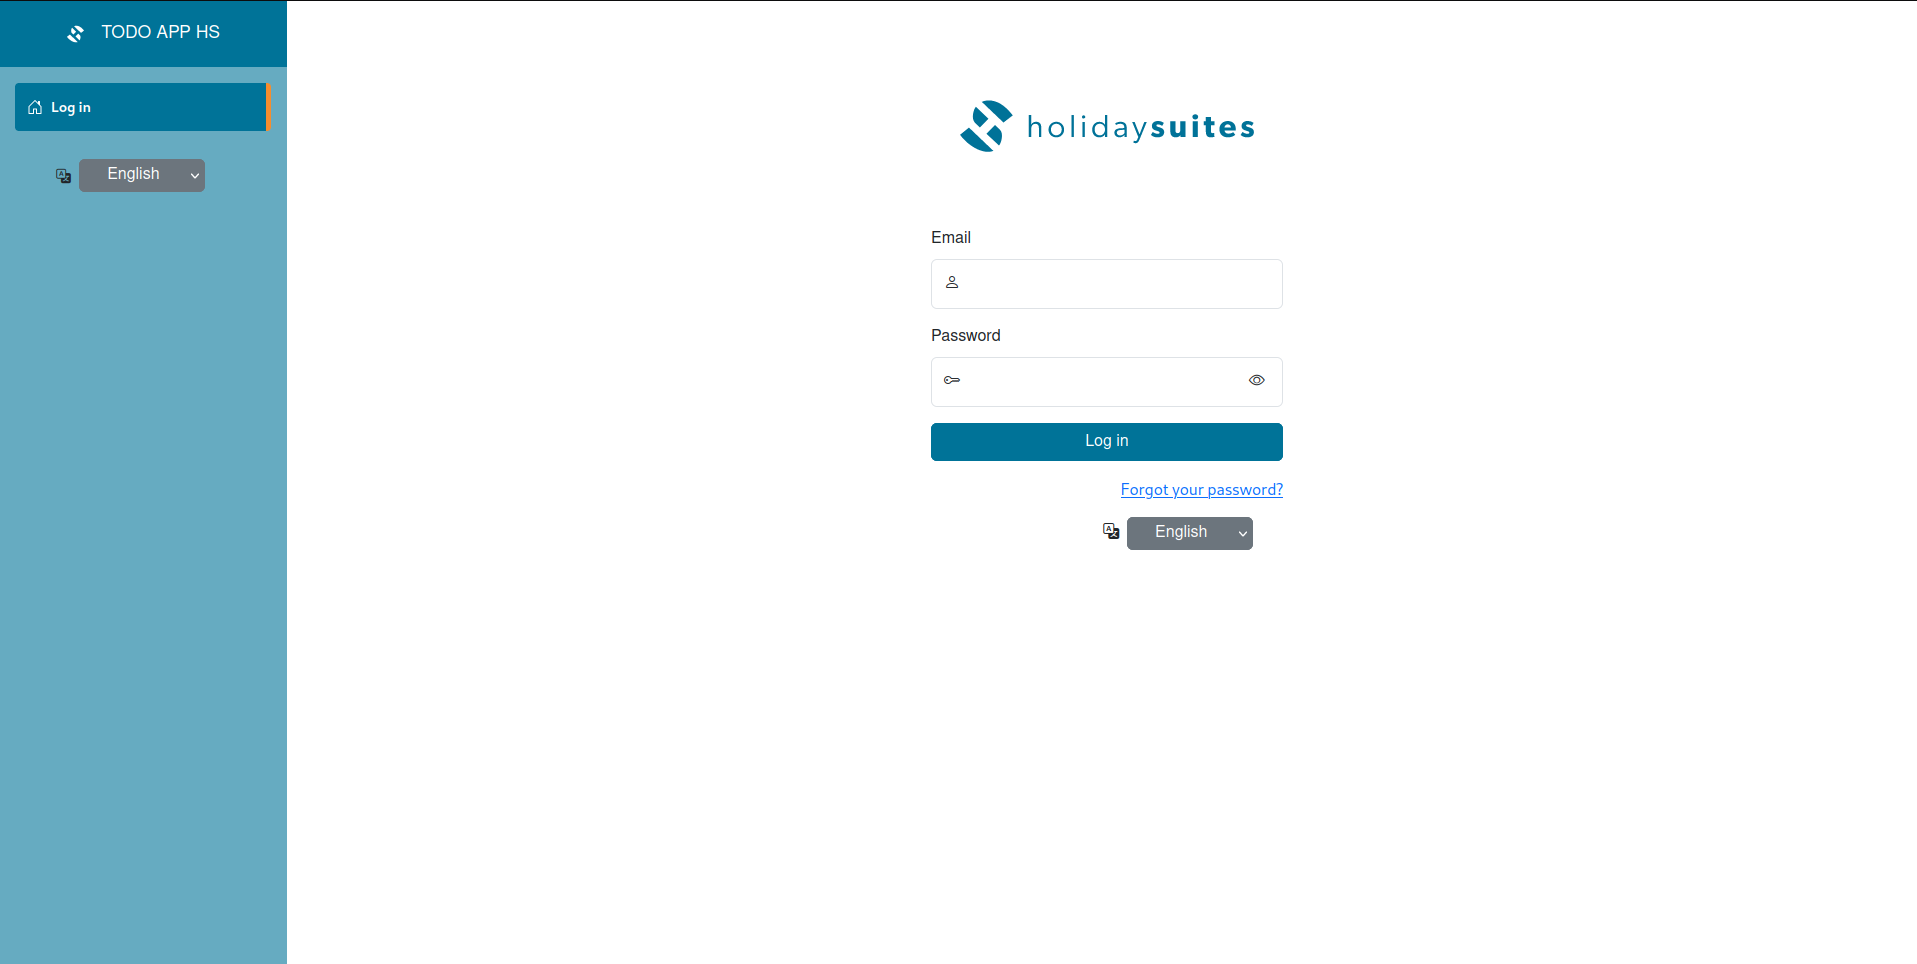 TODO APP HS
Log in
English
holidaysuites
Email
Password
Log in
Forgot your password?
English